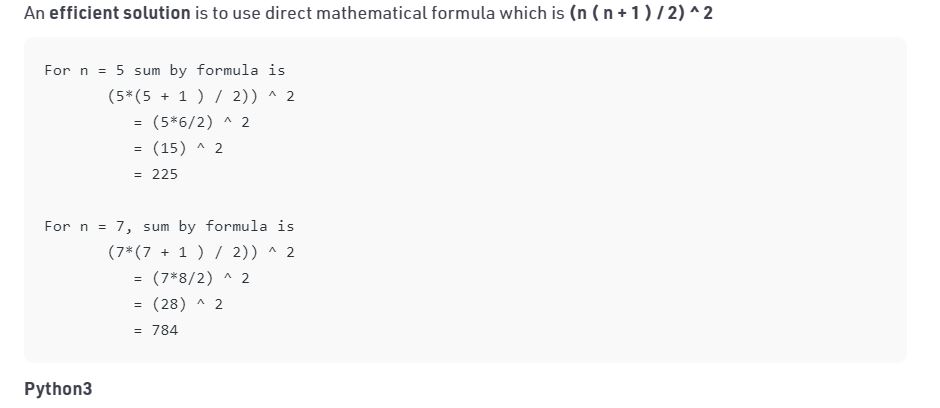 An efficient solution is to use direct mathematical formula which is (n ( n + 1 ) / 2) ^ 2
For n = 5 sum by formula is
(5*(5 + 1 ) / 2)) ^ 2
= (5*6/2) ^ 2
= (15) ^ 2
= 225
For n = 7, sum by formula is
(7*(7 + 1 ) / 2)) ^ 2
= (7*8/2) ^ 2
= (28) ^ 2
= 784
Python3